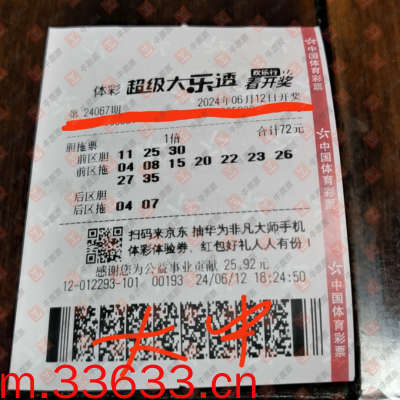 体彩 超级大乐透 欢乐行 看开奖
第 24067期 2024年06月12日开奖
胆拖票 1倍 合计72元
前区胆 11 25 30
前区拖 04 08 15 20 22 23 26
27 35
后区胆
后区拖 04 07
扫码来京东 抽华为非凡大师手机
体彩体验券、红包好礼人人有份！
感谢您为公益事业贡献 25.92元
12-012293-101 00193 24/06/12 18:24:50
大中
m.33633.cn
中国体育彩票
中国体育彩票
中国体育彩票